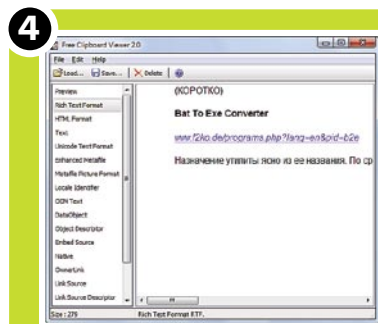 4
Free Clipboard Viewer 2.0
File Edit Help
Load... Save... Delete
Preview
Rich Text Format
HTML Format
Text
Unicode Text Format
Enhanced Metafile
Metafile Picture Format
Locale Identifier
OEM Text
DataObject
Object Descriptor
Embed Source
Native
OwnerLink
Link Source
Link Source Descriptor
(КОРОТКО)
Bat To Exe Converter
www.f2ko.de/programs.php?lang=en&pid=b2e
Назначение утилиты ясно из ее названия. По ср
Size: 279 Rich Text Format RTF.